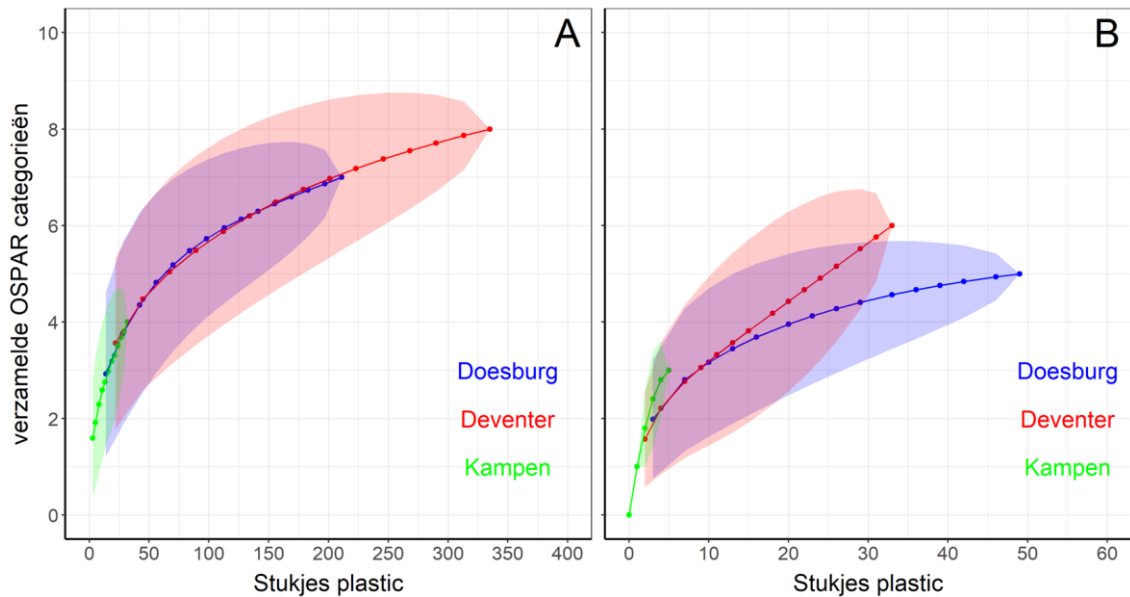 A
B
10
8
6
4
2
0
verzamelde OSPAR categorieën
Doesburg
Deventer
Kampen
Doesburg
Deventer
Kampen
0 50 100 150 200 250 300 350 400
0 10 20 30 40 50 60
Stukjes plastic
Stukjes plastic